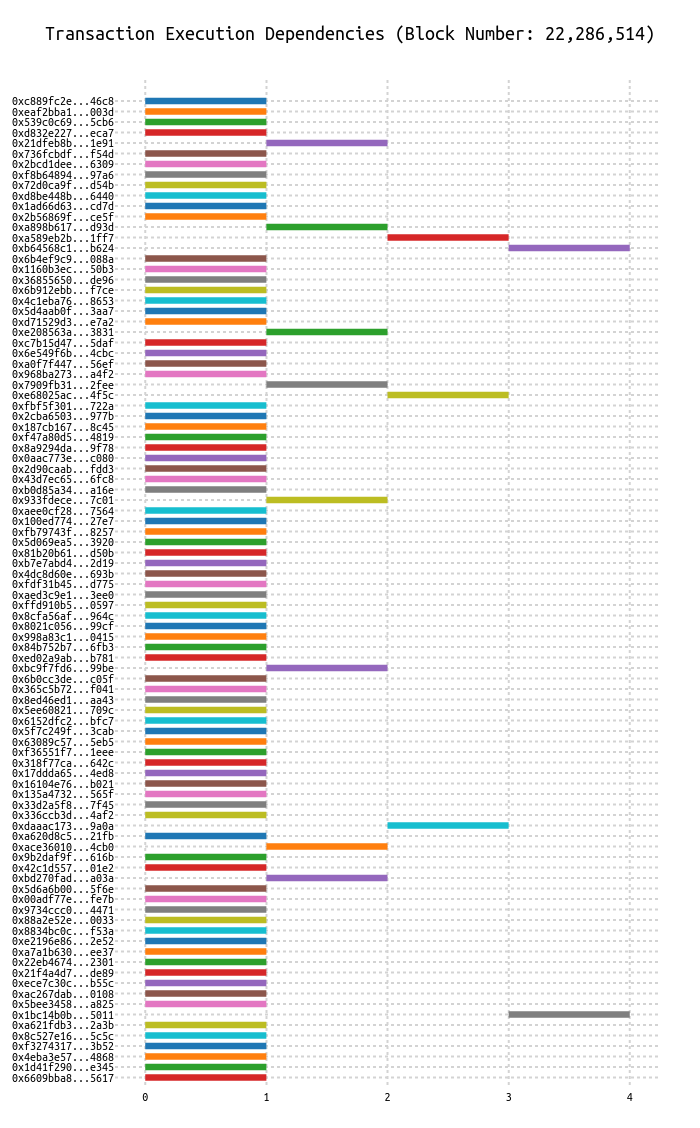 Transaction Execution Dependencies (Block Number: 22,286,514)
0xc889fc2e...46c8
0xeaf2bba1...003d
0x539c0c69...5cb6
0xd832e227...eca7
0x21dfeb8b...1e91
0x736fcbdf...f54d
0x2bcd1dee...6309
0xf8b64894...97a6
0x72d0ca9f...d54b
0xd8be448b...6440
0x1ad66d63...cd7d
0x2b56869f...ce5f
0xa898b617...d93d
0xa589eb2b...1ff7
0xb64568c1...b624
0x6b4ef9c9...088a
0x1160b3ec...50b3
0x36855650...de96
0x6b912ebb...f7ce
0x4c1eba76...8653
0x5d4aab0f...3aa7
0xd71529d3...e7a2
0xe208563a...3831
0xc7b15d47...5daf
0x6e549f6b...4cbc
0xa0f7f447...56ef
0x968ba273...a4f2
0x7909fb31...2fee
0xe68025ac...4f5c
0xfbf5f301...722a
0x2cba6503...977b
0x187cb167...8c45
0xf47a80d5...4819
0x8a9294da...9f78
0x0aac773e...c080
0x2d90caab...fdd3
0x43d7ec65...6fc8
0xb0d85a34...a16e
0x933fdece...7c01
0xaee0cf28...7564
0x100ed774...27e7
0xfb79743f...8257
0x5d069ea5...3920
0x81b20b61...d50b
0xb7e7abd4...2d19
0x4dc8d60e...693b
0xfdf31b45...d775
0xaed3c9e1...3ee0
0xffd910b5...0597
0x8cfa56af...964c
0x8021c056...99cf
0x998a83c1...0415
0x84b752b7...6fb3
0xed02a9ab...b781
0xbc9f7fd6...99be
0x6b0cc3de...c05f
0x365c5b72...f041
0x8ed46ed1...aa43
0x5ee60821...709c
0x6152dfc2...bfc7
0x5f7c249f...3cab
0x63089c57...5eb5
0xf36551f7...1eee
0x318f77ca...642c
0x17ddda65...4ed8
0x16104e76...b021
0x135a4732...565f
0x33d2a5f8...7f45
0x336ccb3d...4af2
0xdaaac173...9a0a
0xa620d8c5...21fb
0xace36010...4cb0
0x9b2daf9f...616b
0x42c1d557...01e2
0xbd270fad...a03a
0x5d6a6b00...5f6e
0x00adf77e...fe7b
0x9734ccc0...4471
0x88a2e52e...0033
0x8834bc0c...f53a
0xe2196e86...2e52
0xa7a1b630...ee37
0x22eb4674...2301
0x21f4a4d7...de89
0xece7c30c...b55c
0xac267dab...0108
0x5bee3458...a825
0x1bc14b0b...5011
0xa621fdb3...2a3b
0x8c527e16...5c5c
0xf3274317...3b52
0x4eba3e57...4868
0x1d41f290...e345
0x6609bba8...5617
0 1 2 3 4